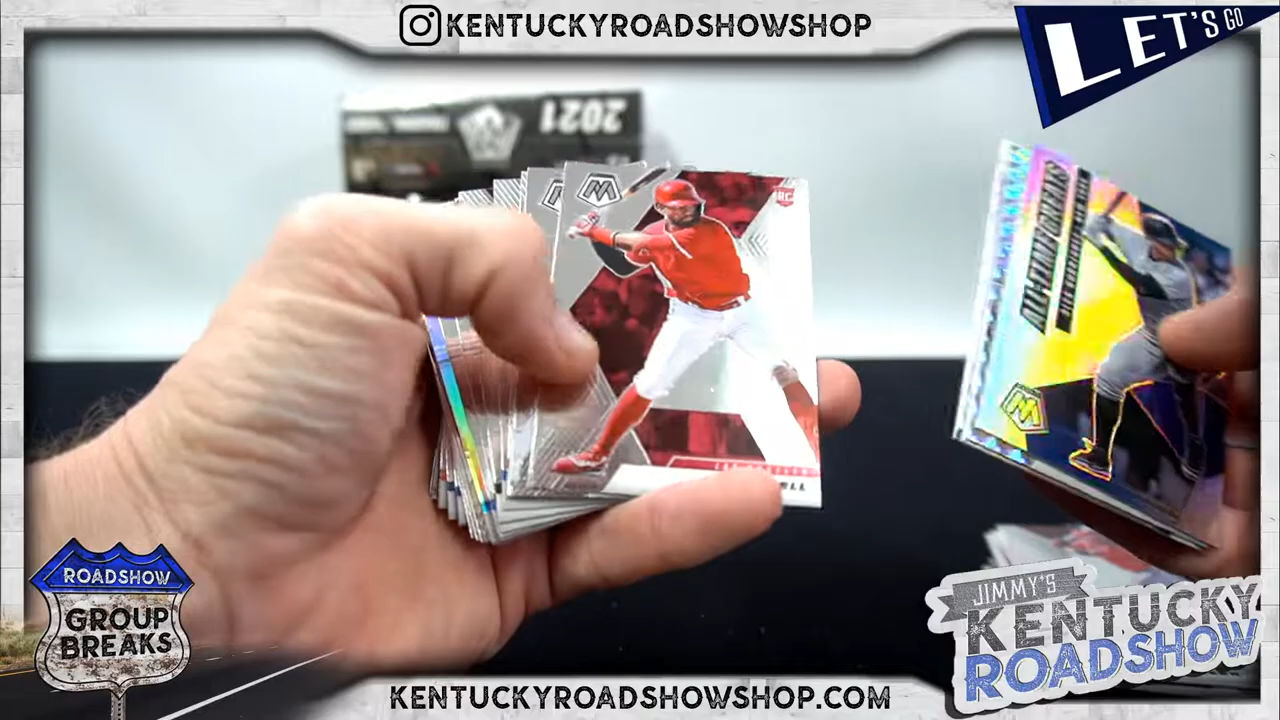 KENTUCKYROADSHOWSHOP
LET'S GO
2021
M
RC
M
ROADSHOW
GROUP
BREAKS
JIMMY'S
KENTUCKY
ROADSHOW
KENTUCKYROADSHOWSHOP.COM